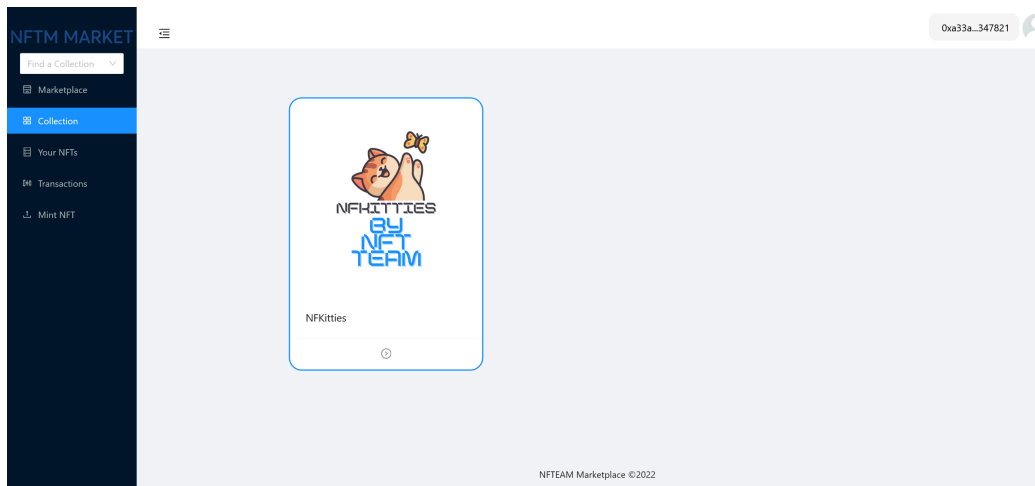 NFTM MARKET
Find a Collection
Marketplace
Collection
Your NFTs
Transactions
Mint NFT
0xa33a...347821
NFKITTIES
BY
NFT
TEAM
NFKitties
NFTEAM Marketplace ©2022